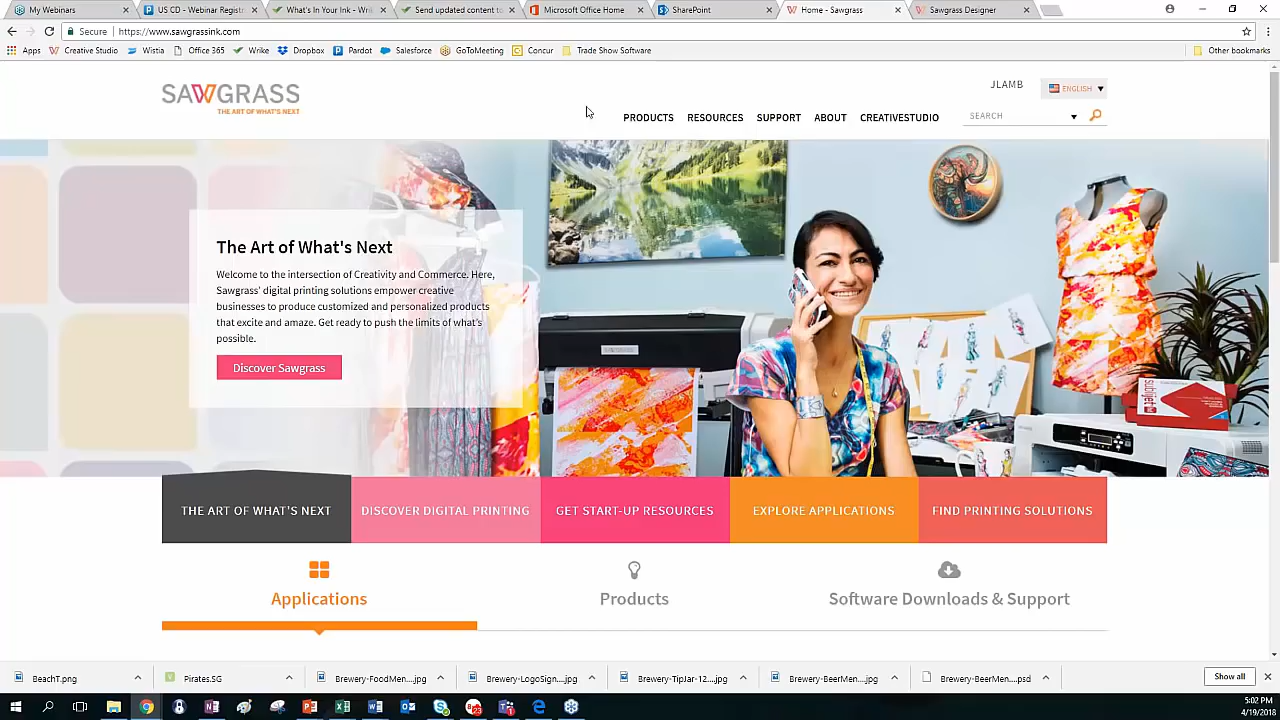 My Webinars
US CD - Webinar Regist
What's In Your Ink - Wri
Send updated content to
Microsoft Office Home
SharePoint
Home - Sawgrass
Sawgrass Designer
Secure
https://www.sawgrassink.com
Apps
Creative Studio
Wistia
Office 365
Wrike
Dropbox
Pardot
Salesforce
GoToMeeting
Concur
Trade Show Software
Other bookmarks
SAWGRASS
THE ART OF WHAT'S NEXT
JLAMB
ENGLISH
PRODUCTS
RESOURCES
SUPPORT
ABOUT
CREATIVESTUDIO
SEARCH
The Art of What's Next
Welcome to the intersection of Creativity and Commerce. Here,
Sawgrass' digital printing solutions empower creative
businesses to produce customized and personalized products
that excite and amaze. Get ready to push the limits of what's
possible.
Discover Sawgrass
SAWGRASS
sublijet
THE ART OF WHAT'S NEXT
DISCOVER DIGITAL PRINTING
GET START-UP RESOURCES
EXPLORE APPLICATIONS
FIND PRINTING SOLUTIONS
Applications
Products
Software Downloads & Support
BeachT.png
Pirates.SG
Brewery-FoodMen....jpg
Brewery-LogoSign....jpg
Brewery-TipJar-12....jpg
Brewery-BeerMen....jpg
Brewery-BeerMen....psd
Show all
5:02 PM
4/19/2018